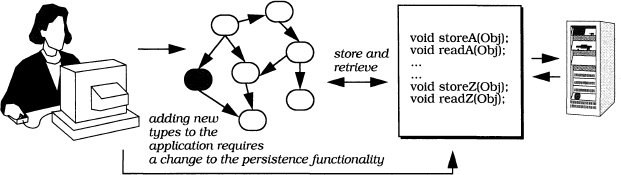 store and
retrieve
void storeA(Obj);
void readA(Obj);
...
...
void storeZ(Obj);
void readZ(Obj);
adding new
types to the
application requires
a change to the persistence functionality